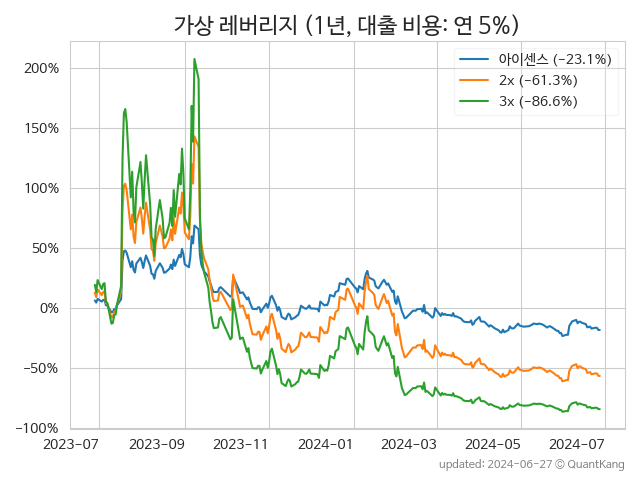 가상 레버리지 (1년, 대출 비용: 연 5%)
아이센스 (−23.1%)
2x (−61.3%)
3x (−86.6%)
200%
150%
100%
50%
0%
−50%
−100%
2023-07 2023-09 2023-11 2024-01 2024-03 2024-05 2024-07
updated: 2024-06-27 © QuantKang